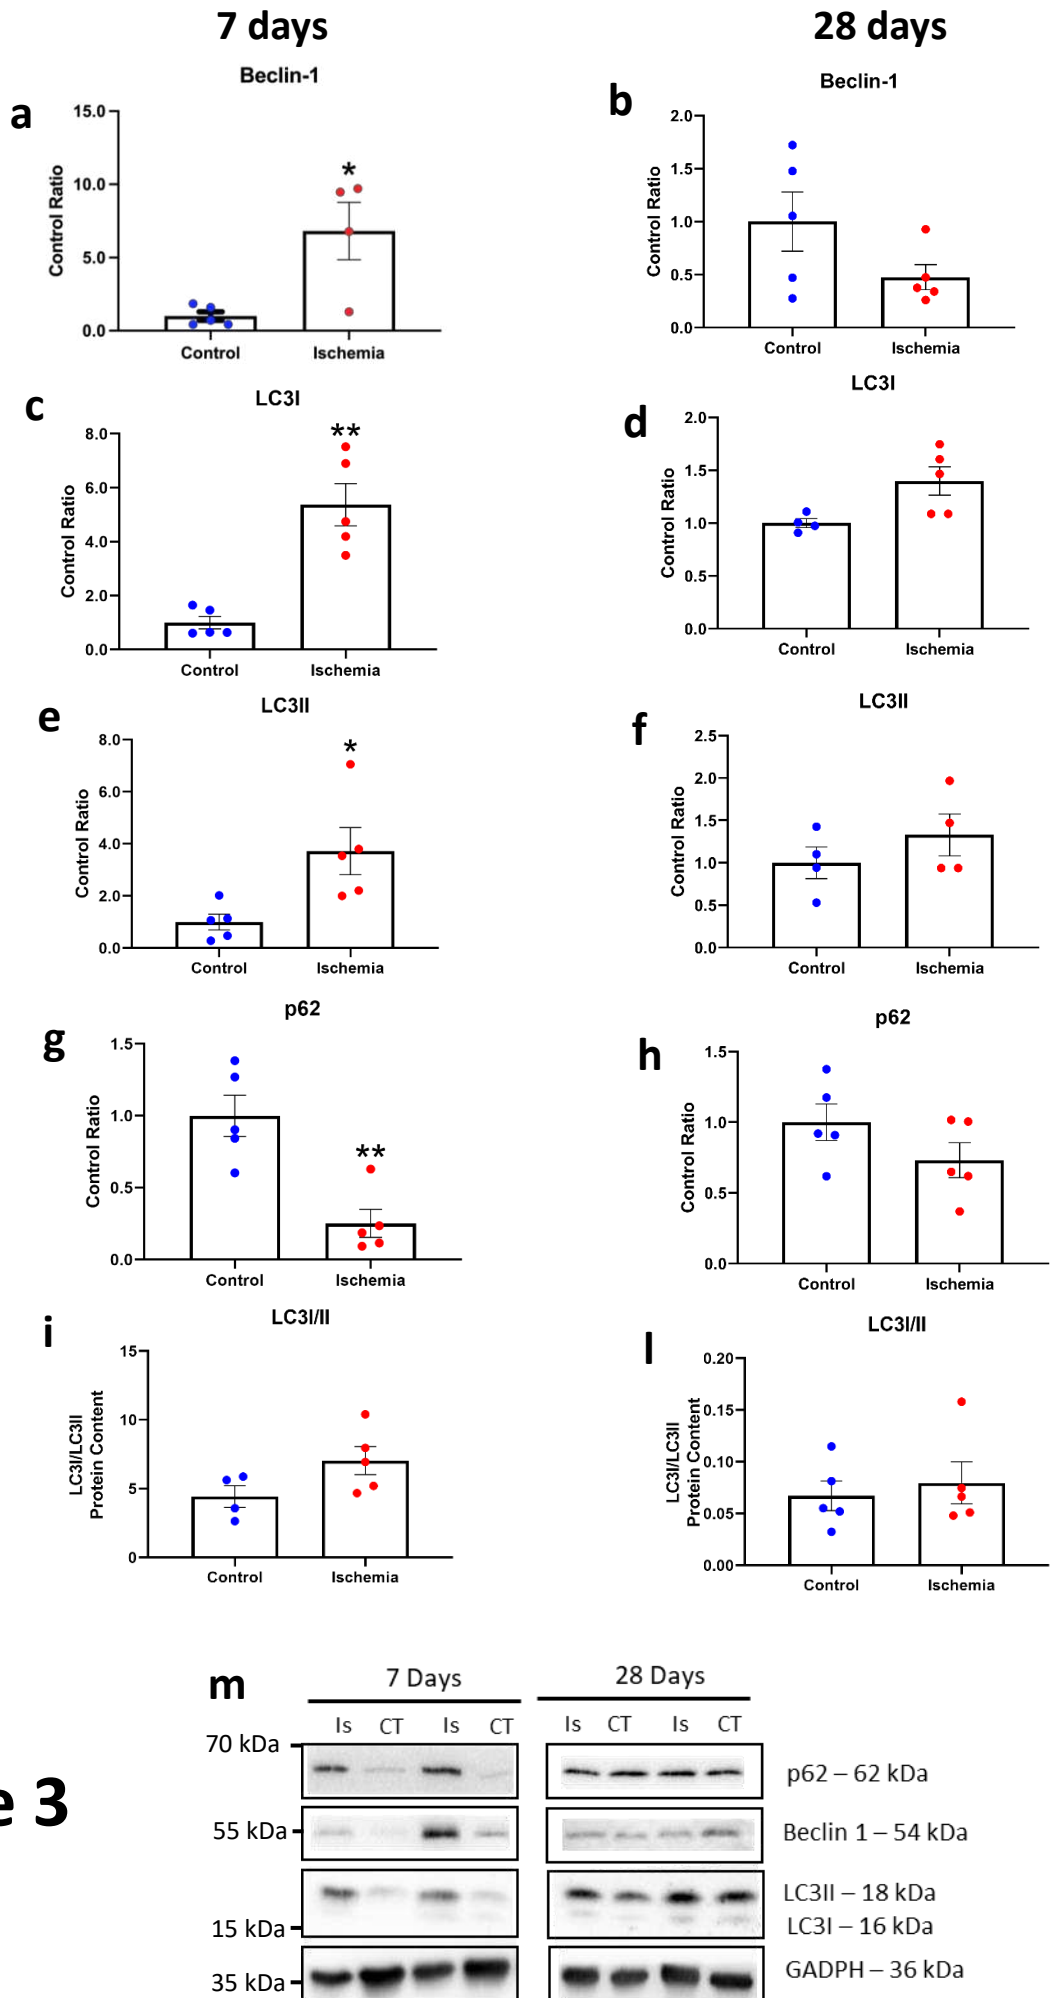 7 days
28 days
Beclin-1
a
15.0
10.0
5.0
0.0
Control Ratio
*
Control
Ischemia
Beclin-1
b
2.0
1.5
1.0
0.5
0.0
Control Ratio
Control
Ischemia
LC3I
c
8.0
6.0
4.0
2.0
0.0
Control Ratio
**
Control
Ischemia
LC3I
d
2.0
1.5
1.0
0.5
0.0
Control Ratio
Control
Ischemia
LC3II
e
8.0
6.0
4.0
2.0
0.0
Control Ratio
*
Control
Ischemia
LC3II
f
2.5
2.0
1.5
1.0
0.5
0.0
Control Ratio
Control
Ischemia
p62
g
1.5
1.0
0.5
0.0
Control Ratio
**
Control
Ischemia
p62
h
1.5
1.0
0.5
0.0
Control Ratio
Control
Ischemia
LC3I/II
i
15
10
5
0
LC3I/LC3II
Protein Content
Control
Ischemia
LC3I/II
l
0.20
0.15
0.10
0.05
0.00
LC3I/LC3II
Protein Content
Control
Ischemia
m
7 Days
28 Days
Is CT Is CT
Is CT Is CT
70 kDa
p62 – 62 kDa
e 3
55 kDa
Beclin 1 – 54 kDa
LC3II – 18 kDa
15 kDa
LC3I – 16 kDa
35 kDa
GADPH – 36 kDa